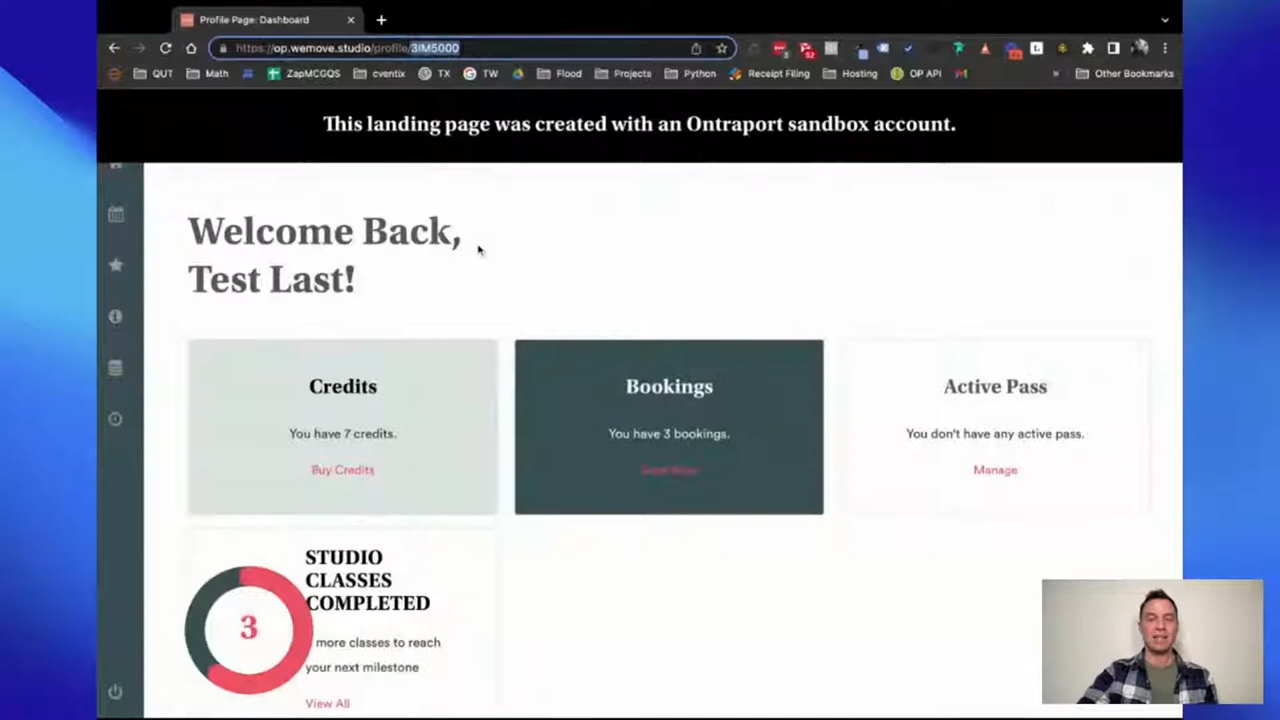 Profile Page: Dashboard
https://op.wemove.studio/profile/3IM5000
QUT Math ZapMCGQS cventix TX TW Flood Projects Python Receipt Filing Hosting OP API Other Bookmarks
This landing page was created with an Ontraport sandbox account.
Welcome Back,
Test Last!
Credits
You have 7 credits.
Buy Credits
Bookings
You have 3 bookings.
Active Pass
You don't have any active pass.
Manage
3
STUDIO
CLASSES
COMPLETED
more classes to reach
your next milestone
View All